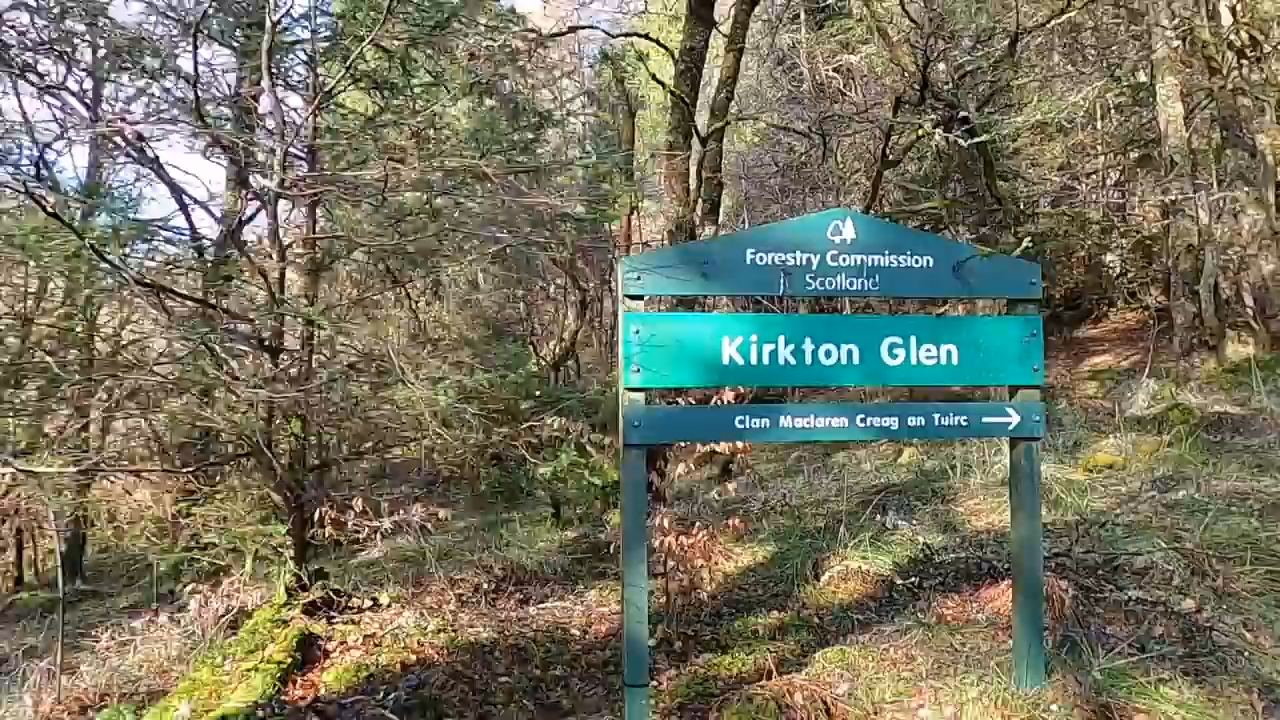 Forestry Commission
Scotland
Kirkton Glen
Clan Maclaren Creag an Tuirc